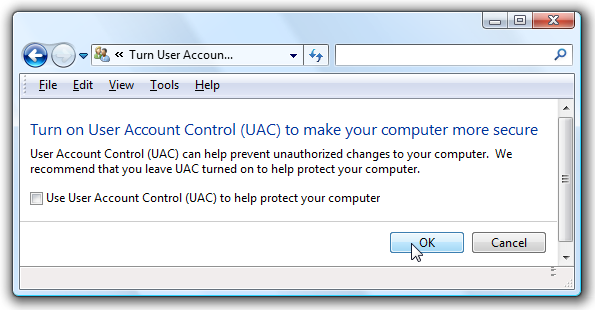 « Turn User Accoun...
File Edit View Tools Help
Turn on User Account Control (UAC) to make your computer more secure
User Account Control (UAC) can help prevent unauthorized changes to your computer. We
recommend that you leave UAC turned on to help protect your computer.
Use User Account Control (UAC) to help protect your computer
OK Cancel